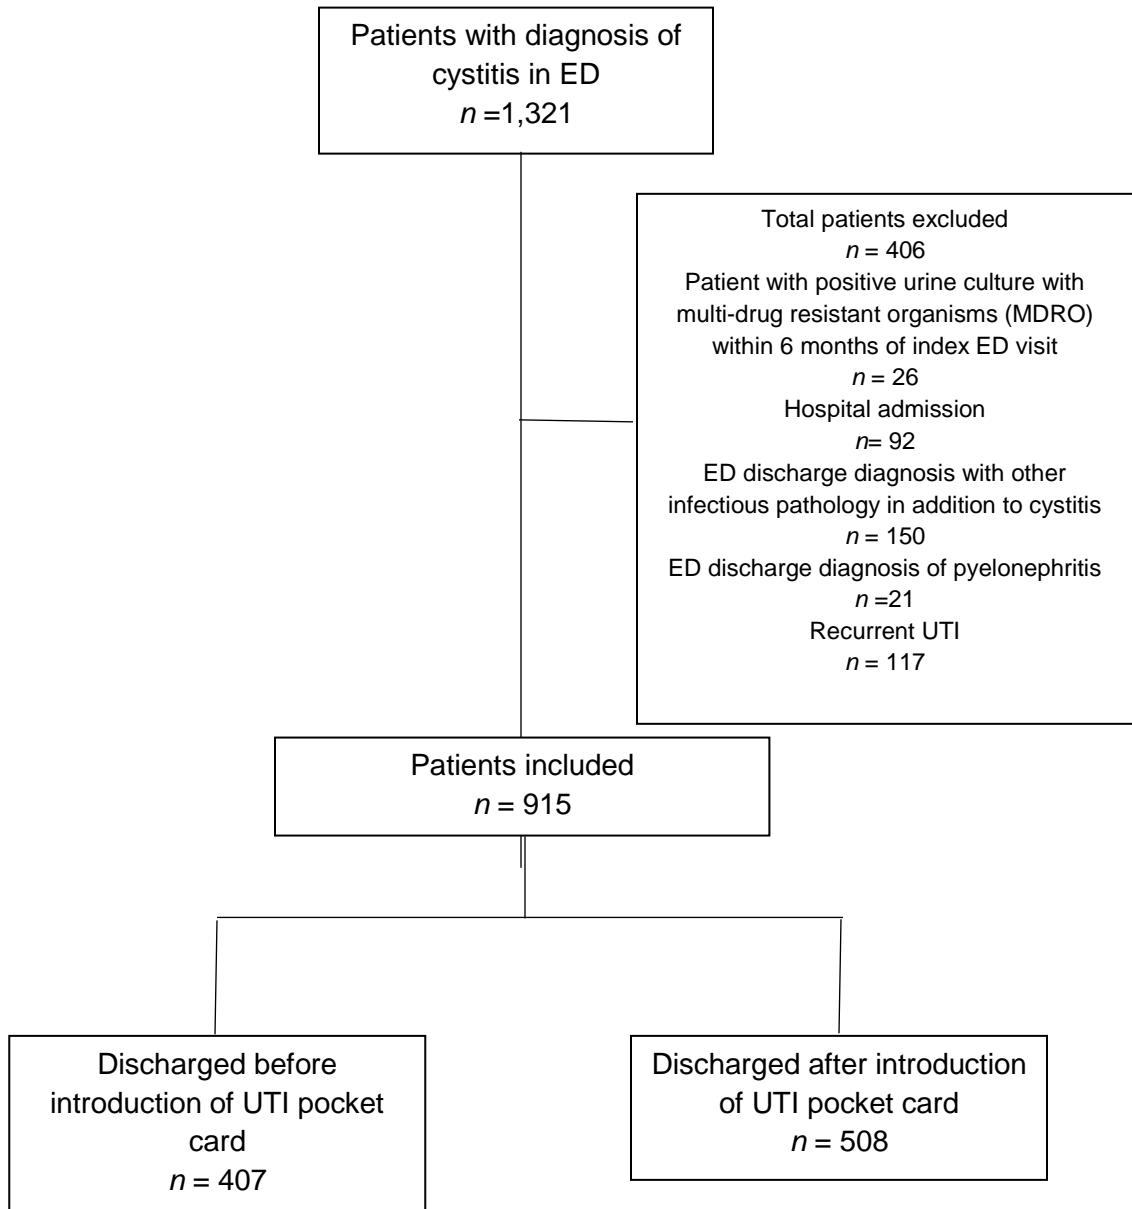 Patients with diagnosis of
cystitis in ED
n =1,321
Total patients excluded
n = 406
Patient with positive urine culture with
multi-drug resistant organisms (MDRO)
within 6 months of index ED visit
n = 26
Hospital admission
n= 92
ED discharge diagnosis with other
infectious pathology in addition to cystitis
n = 150
ED discharge diagnosis of pyelonephritis
n =21
Recurrent UTI
n = 117
Patients included
n = 915
Discharged before
introduction of UTI pocket
card
n = 407
Discharged after introduction
of UTI pocket card
n = 508